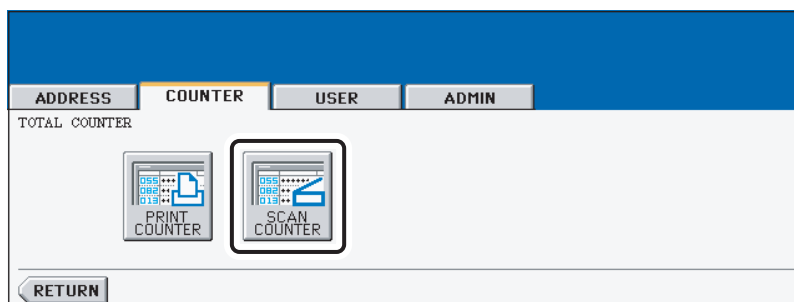 ADDRESS COUNTER USER ADMIN
TOTAL COUNTER
055 082 013
PRINT COUNTER
055 082 013
SCAN COUNTER
RETURN